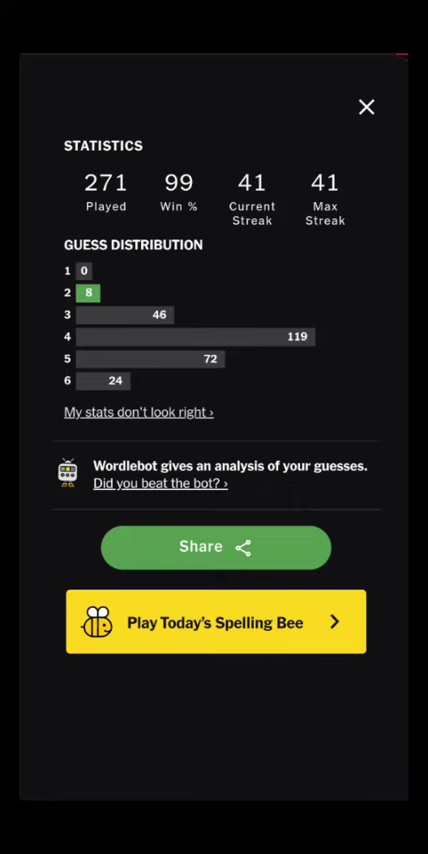 STATISTICS
271 99 41 41
Played Win % Current Max
Streak Streak
GUESS DISTRIBUTION
1 0
2 8
3 46
4 119
5 72
6 24
My stats don't look right ›
Wordlebot gives an analysis of your guesses.
Did you beat the bot? ›
Share
Play Today's Spelling Bee